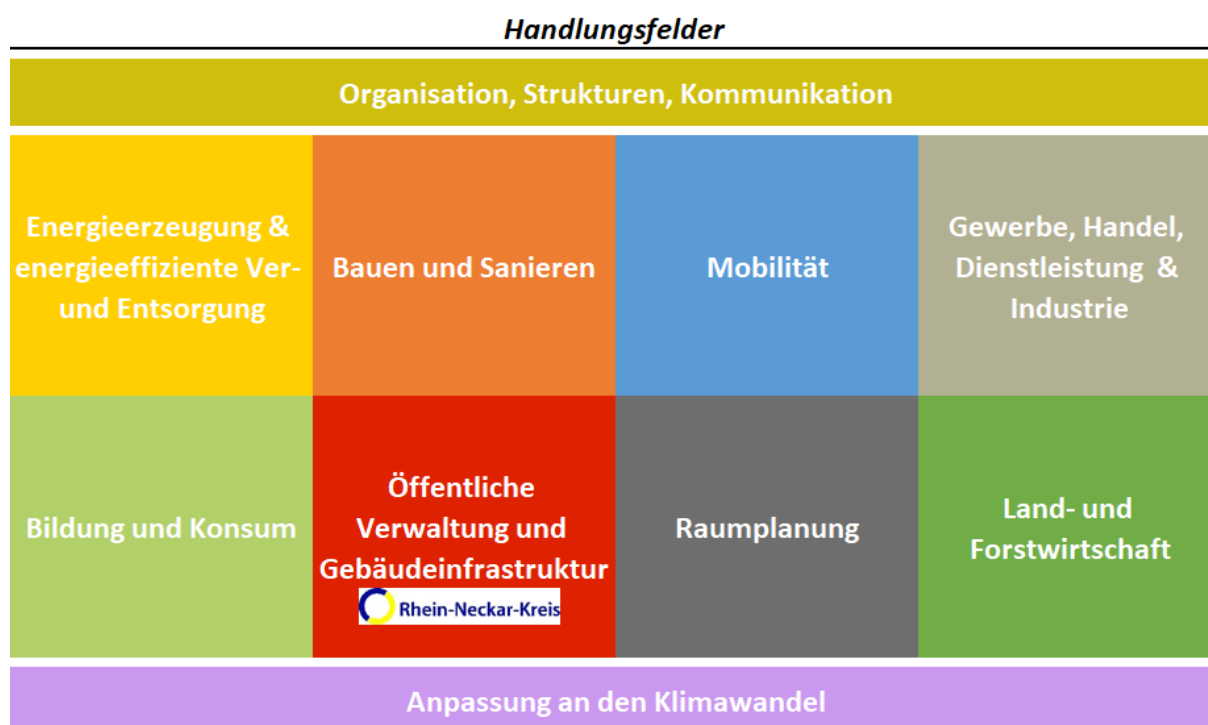 Handlungsfelder
Organisation, Strukturen, Kommunikation
Energieerzeugung &
energieeffiziente Ver-
und Entsorgung
Bauen und Sanieren
Mobilität
Gewerbe, Handel,
Dienstleistung &
Industrie
Bildung und Konsum
Öffentliche
Verwaltung und
Gebäudeinfrastruktur
Rhein-Neckar-Kreis
Raumplanung
Land- und
Forstwirtschaft
Anpassung an den Klimawandel